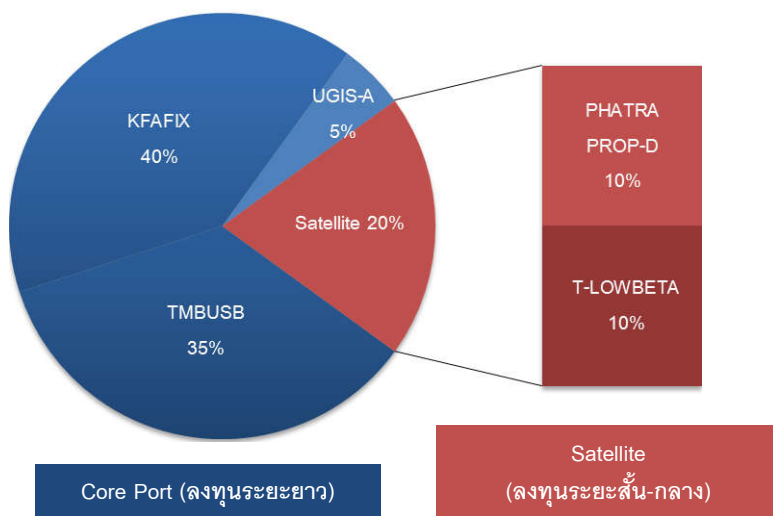 KFAFIX
40%
UGIS-A
5%
Satellite 20%
TMBUSB
35%
PHATRA
PROP-D
10%
T-LOWBETA
10%
Core Port (ลงทุนระยะยาว)
Satellite
(ลงทุนระยะสั้น-กลาง)